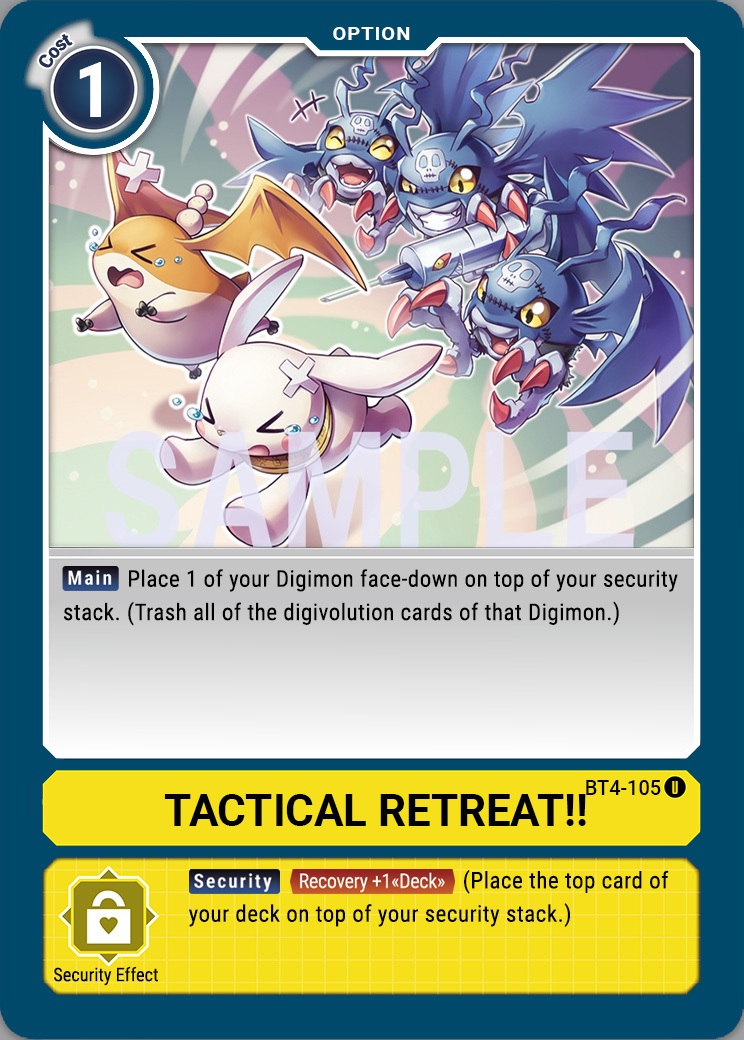 OPTION
Cost
1
SAMPLE
Main Place 1 of your Digimon face-down on top of your security
stack. (Trash all of the digivolution cards of that Digimon.)
BT4-105 U
TACTICAL RETREAT!!
Security Recovery +1«Deck» (Place the top card of
your deck on top of your security stack.)
Security Effect